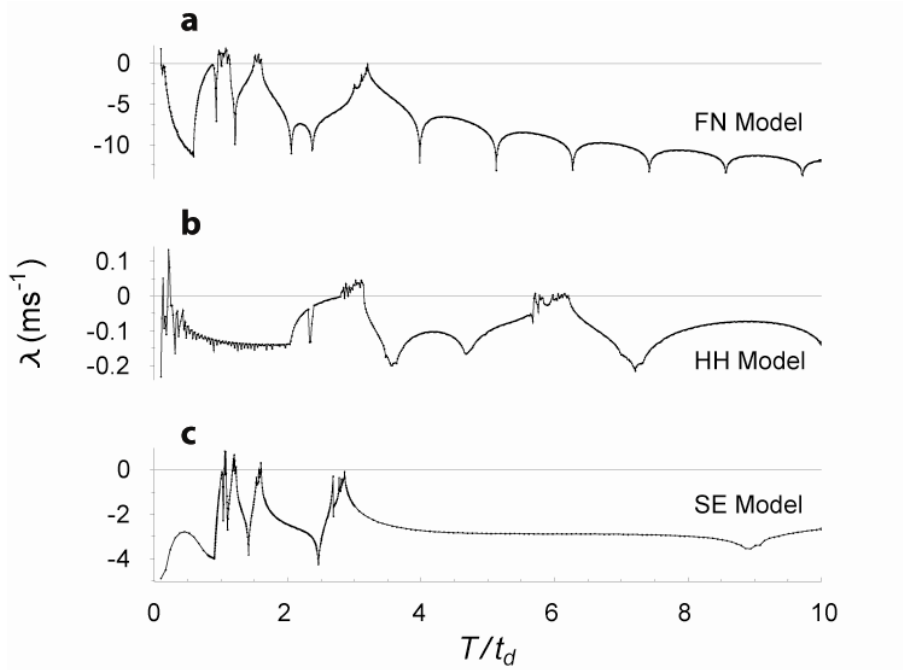 a
0
-5
-10
FN Model
b
0.1
0
-0.1
-0.2
HH Model
λ (ms⁻¹)
c
0
-2
-4
SE Model
0 2 4 6 8 10
T/t_d